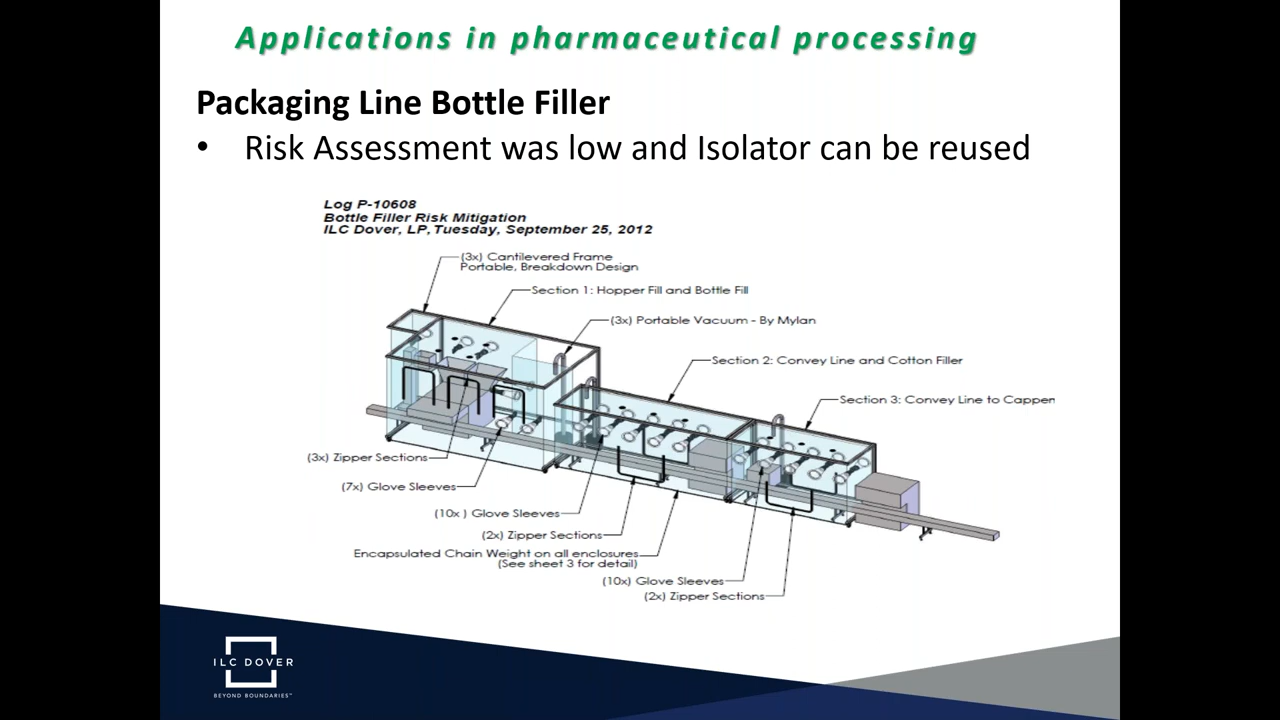 Applications in pharmaceutical processing
Packaging Line Bottle Filler
• Risk Assessment was low and Isolator can be reused
Log P-10608
Bottle Filler Risk Mitigation
ILC Dover, LP, Tuesday, September 25, 2012
(3x) Cantilevered Frame
Portable, Breakdown Design
Section 1: Hopper Fill and Bottle Fill
(3x) Portable Vacuum - By Mylan
Section 2: Convey Line and Cotton Filler
Section 3: Convey Line to Capper
(3x) Zipper Sections
(7x) Glove Sleeves
(10x ) Glove Sleeves
(2x) Zipper Sections
Encapsulated Chain Weight on all enclosures
(See sheet 3 for detail)
(10x) Glove Sleeves
(2x) Zipper Sections
ILC DOVER
BEYOND BOUNDARIES™